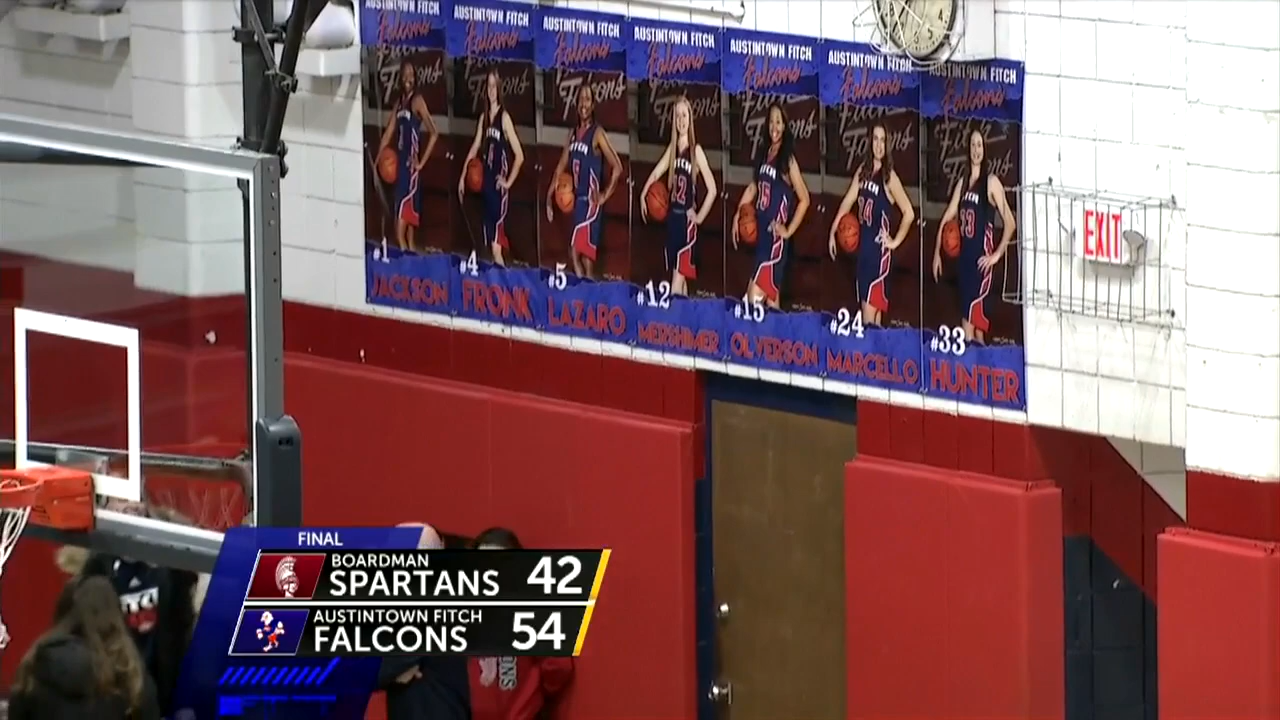 AUSTINTOWN FITCH AUSTINTOWN FITCH AUSTINTOWN FITCH AUSTINTOWN FITCH AUSTINTOWN FITCH AUSTINTOWN FITCH AUSTINTOWN FITCH
Falcons Falcons Falcons Falcons Falcons Falcons Falcons
#1 #4 #5 #12 #15 #24 #33
JACKSON FRONK LAZARO MERSHIMER OLVERSON MARCELLO HUNTER
EXIT
FINAL
BOARDMAN
SPARTANS 42
AUSTINTOWN FITCH
FALCONS 54